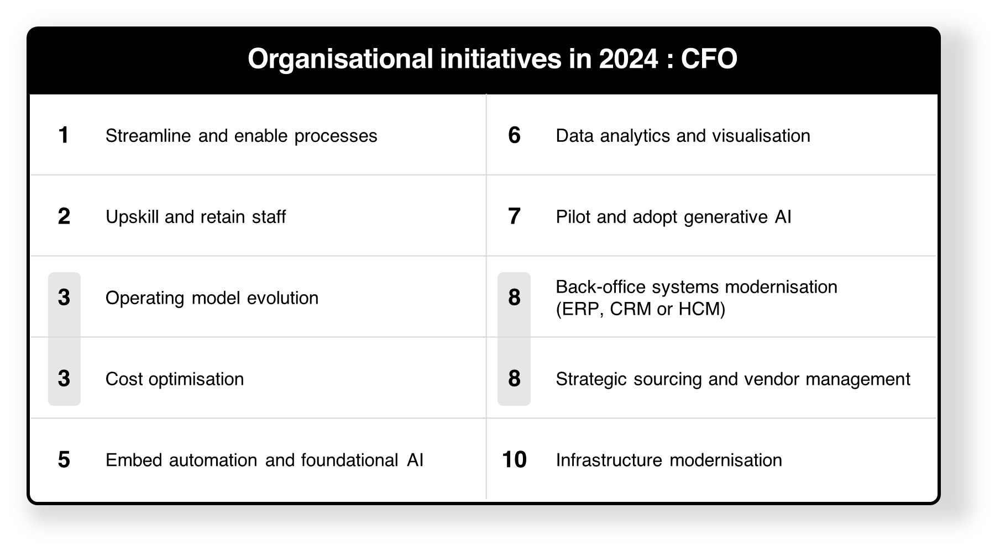 Organisational initiatives in 2024 : CFO
1 Streamline and enable processes
2 Upskill and retain staff
3 Operating model evolution
3 Cost optimisation
5 Embed automation and foundational AI
6 Data analytics and visualisation
7 Pilot and adopt generative AI
8 Back-office systems modernisation
(ERP, CRM or HCM)
8 Strategic sourcing and vendor management
10 Infrastructure modernisation